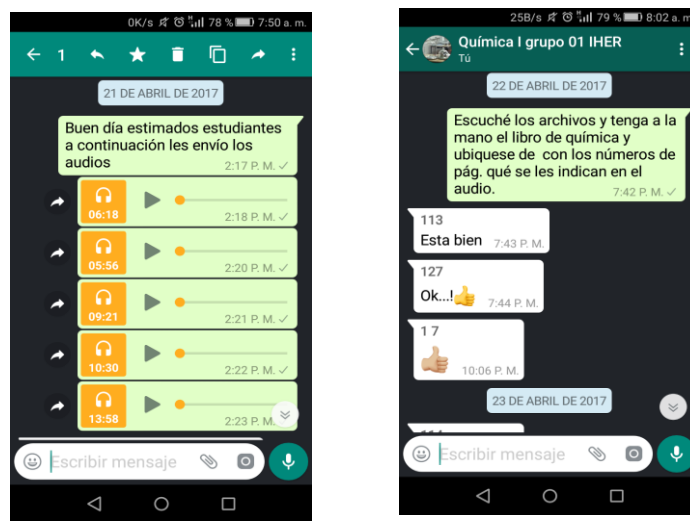 0K/s 78 % 7:50 a. m.
1
21 DE ABRIL DE 2017
Buen día estimados estudiantes
a continuación les envío los
audios 2:17 P. M.
06:18 2:18 P. M.
05:56 2:20 P. M.
09:21 2:21 P. M.
10:30 2:22 P. M.
13:58 2:23 P. M.
Escribir mensaje
25B/s 79 % 8:02 a. m.
Química I grupo 01 IHER
Tú
22 DE ABRIL DE 2017
Escuché los archivos y tenga a la
mano el libro de química y
ubiquese de con los números de
pág. qué se les indican en el
audio. 7:42 P. M.
113
Esta bien 7:43 P. M.
127
Ok...! 7:44 P. M.
1 7
10:06 P. M.
23 DE ABRIL DE 2017
Escribir mensaje